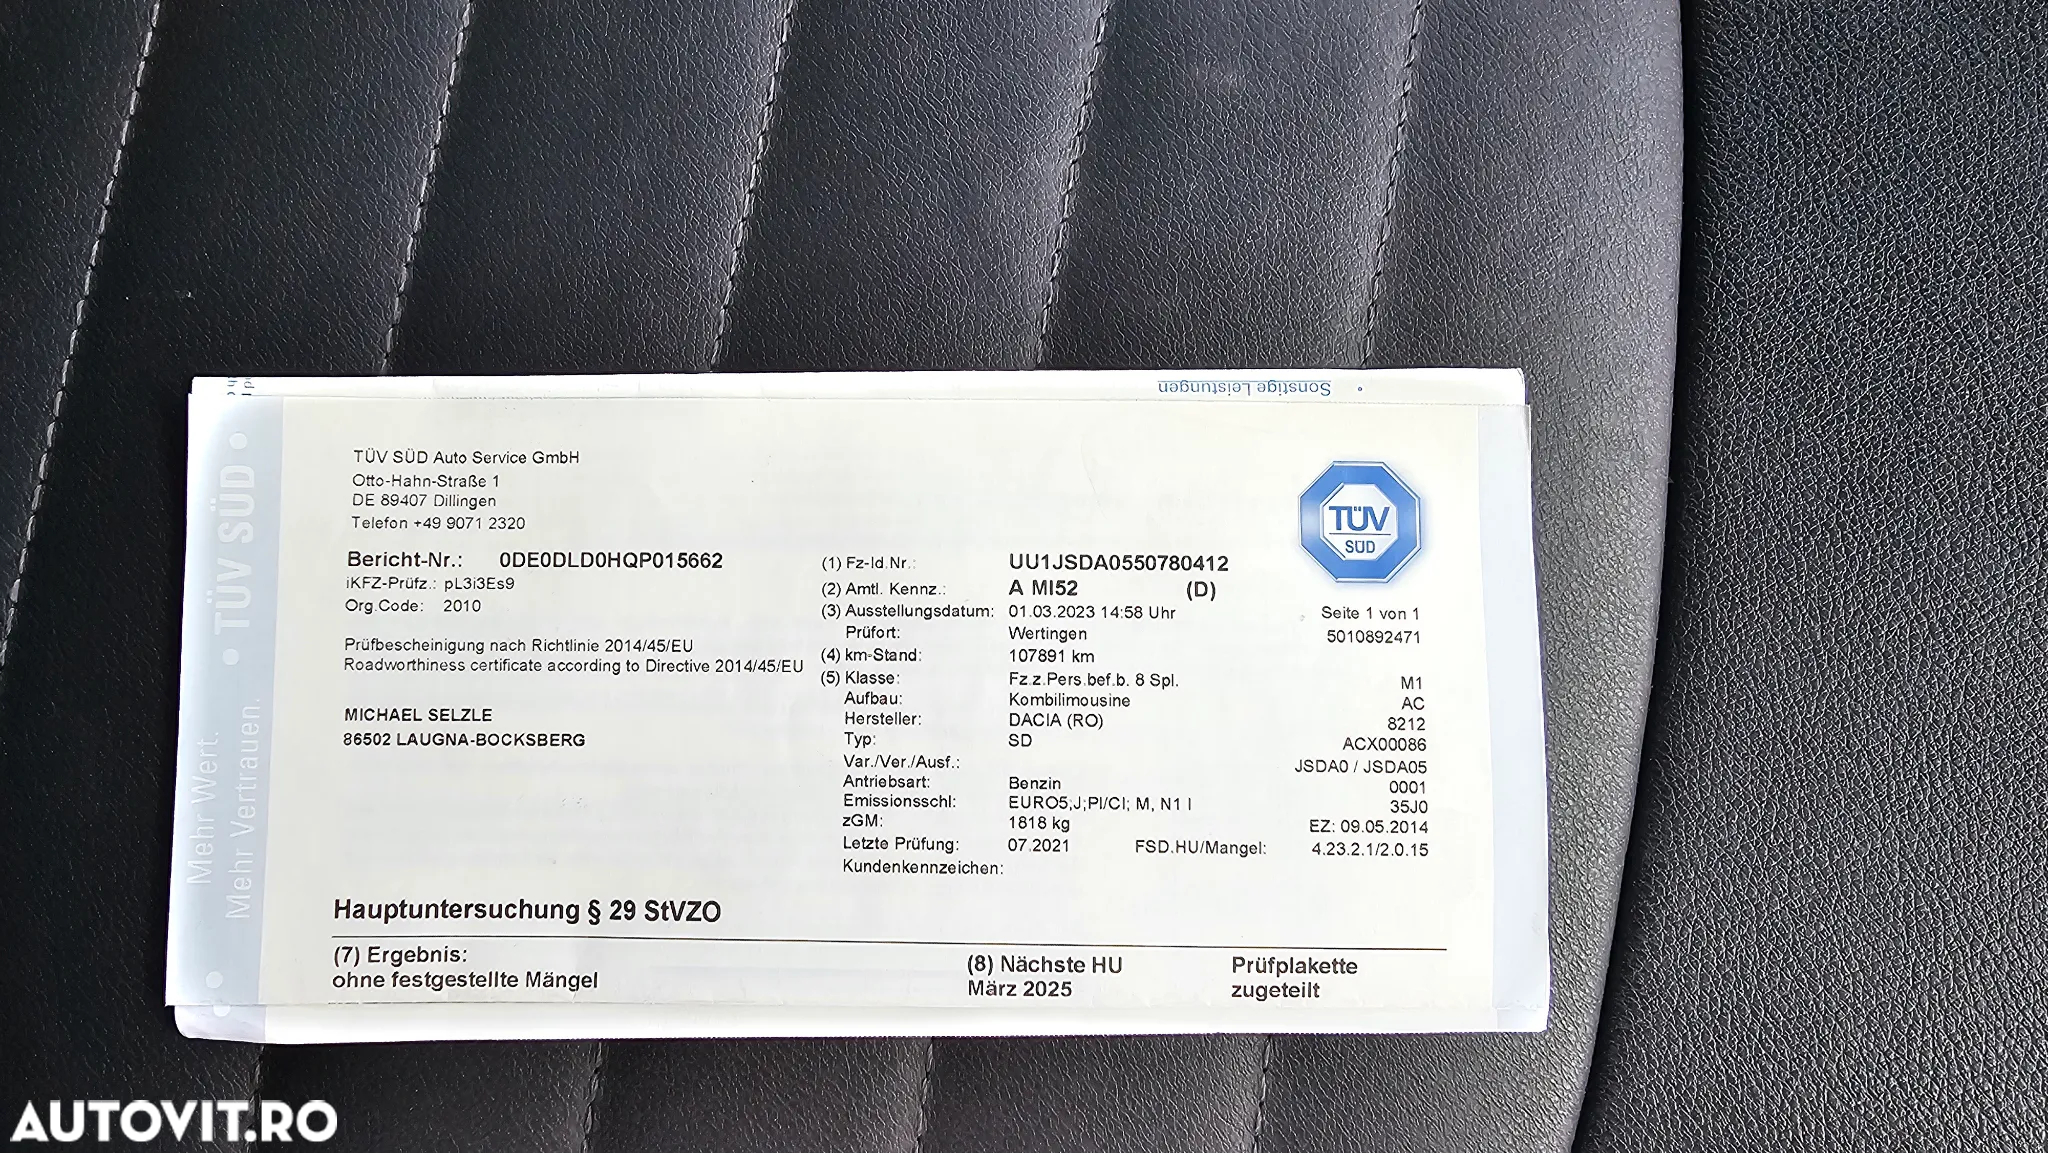 Sonstige Leistungen
TÜV SÜD Auto Service GmbH
Otto-Hahn-Straße 1
DE 89407 Dillingen
Telefon +49 9071 2320
TÜV
SÜD
Bericht-Nr.: 0DE0DLD0HQP015662
iKFZ-Prüfz.: pL3i3Es9
Org.Code: 2010
Prüfbescheinigung nach Richtlinie 2014/45/EU
Roadworthiness certificate according to Directive 2014/45/EU
MICHAEL SELZLE
86502 LAUGNA-BOCKSBERG
(1) Fz-Id.Nr.: UU1JSDA0550780412
(2) Amtl. Kennz.: A MI52 (D)
(3) Ausstellungsdatum: 01.03.2023 14:58 Uhr Seite 1 von 1
Prüfort: Wertingen 5010892471
(4) km-Stand: 107891 km
(5) Klasse: Fz.z.Pers.bef.b. 8 Spl. M1
Aufbau: Kombilimousine AC
Hersteller: DACIA (RO) 8212
Typ: SD ACX00086
Var./Ver./Ausf.: JSDA0 / JSDA05
Antriebsart: Benzin 0001
Emissionsschl: EURO5;J;PI/CI; M, N1 I 35J0
zGM: 1818 kg EZ: 09.05.2014
Letzte Prüfung: 07.2021 FSD.HU/Mangel: 4.23.2.1/2.0.15
Kundenkennzeichen:
Hauptuntersuchung § 29 StVZO
(7) Ergebnis:
ohne festgestellte Mängel
(8) Nächste HU
März 2025
Prüfplakette
zugeteilt
• TÜV SÜD •
Mehr Wert.
Mehr Vertrauen.
AUTOVIT.RO